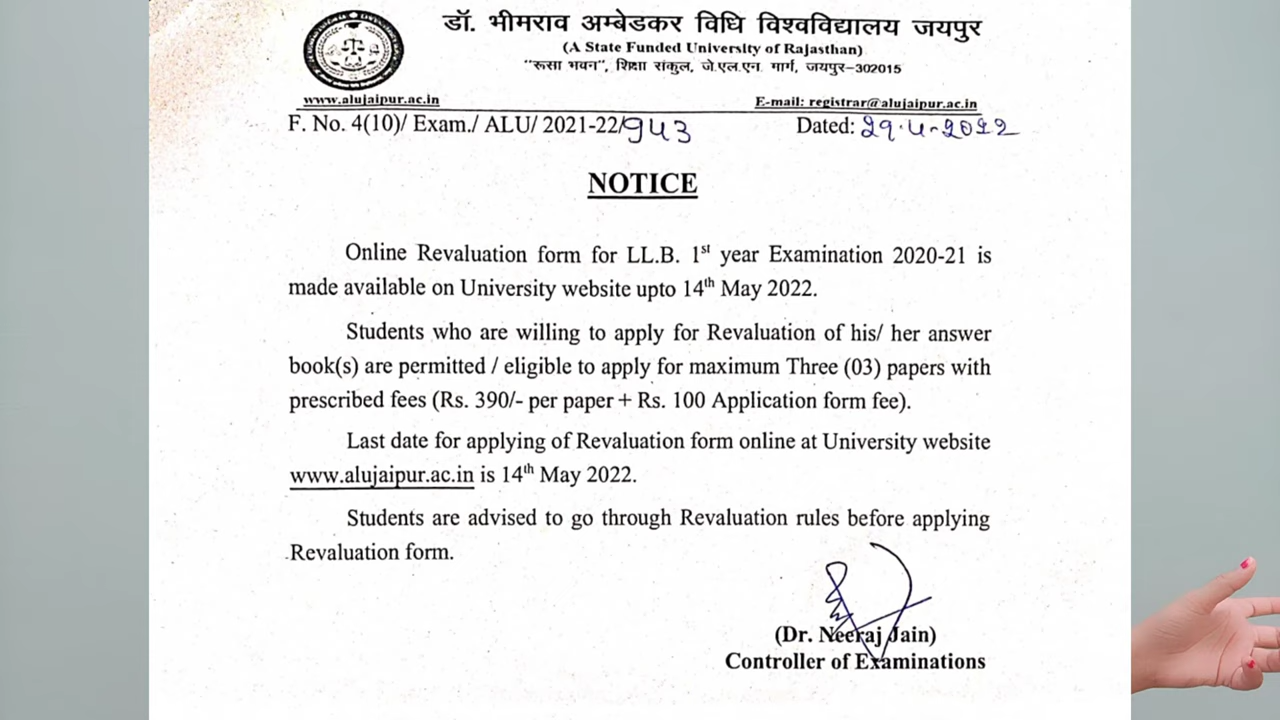 डॉ. भीमराव अम्बेडकर विधि विश्वविद्यालय जयपुर
(A State Funded University of Rajasthan)
"रूसा भवन", शिक्षा संकुल, जे.एल.एन. मार्ग, जयपुर-302015
www.alujaipur.ac.in E-mail: registrar@alujaipur.ac.in
F. No. 4(10)/ Exam./ ALU/ 2021-22/943 Dated: 29.4-2022
NOTICE
Online Revaluation form for LL.B. 1st year Examination 2020-21 is
made available on University website upto 14th May 2022.
Students who are willing to apply for Revaluation of his/ her answer
book(s) are permitted / eligible to apply for maximum Three (03) papers with
prescribed fees (Rs. 390/- per paper + Rs. 100 Application form fee).
Last date for applying of Revaluation form online at University website
www.alujaipur.ac.in is 14th May 2022.
Students are advised to go through Revaluation rules before applying
Revaluation form.
(Dr. Neeraj Jain)
Controller of Examinations